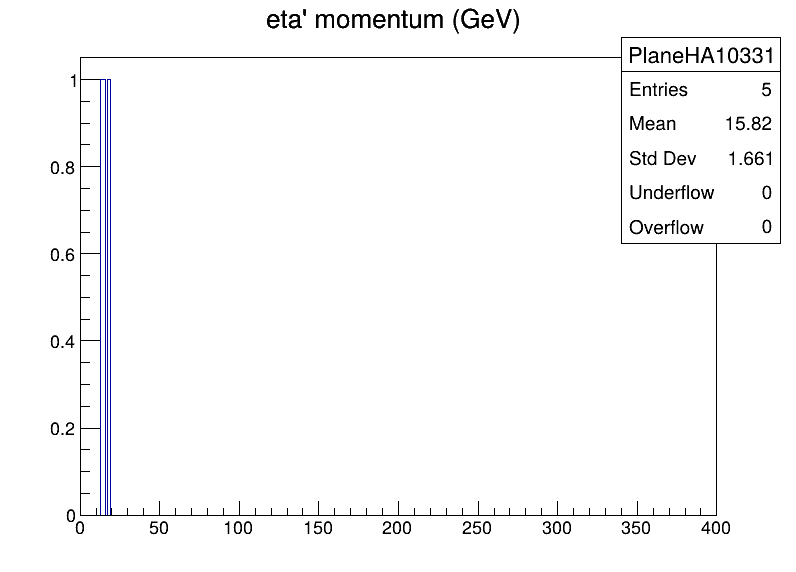 eta' momentum (GeV)
PlaneHA10331
Entries 5
Mean 15.82
Std Dev 1.661
Underflow 0
Overflow 0
1
0.8
0.6
0.4
0.2
0
0 50 100 150 200 250 300 350 400